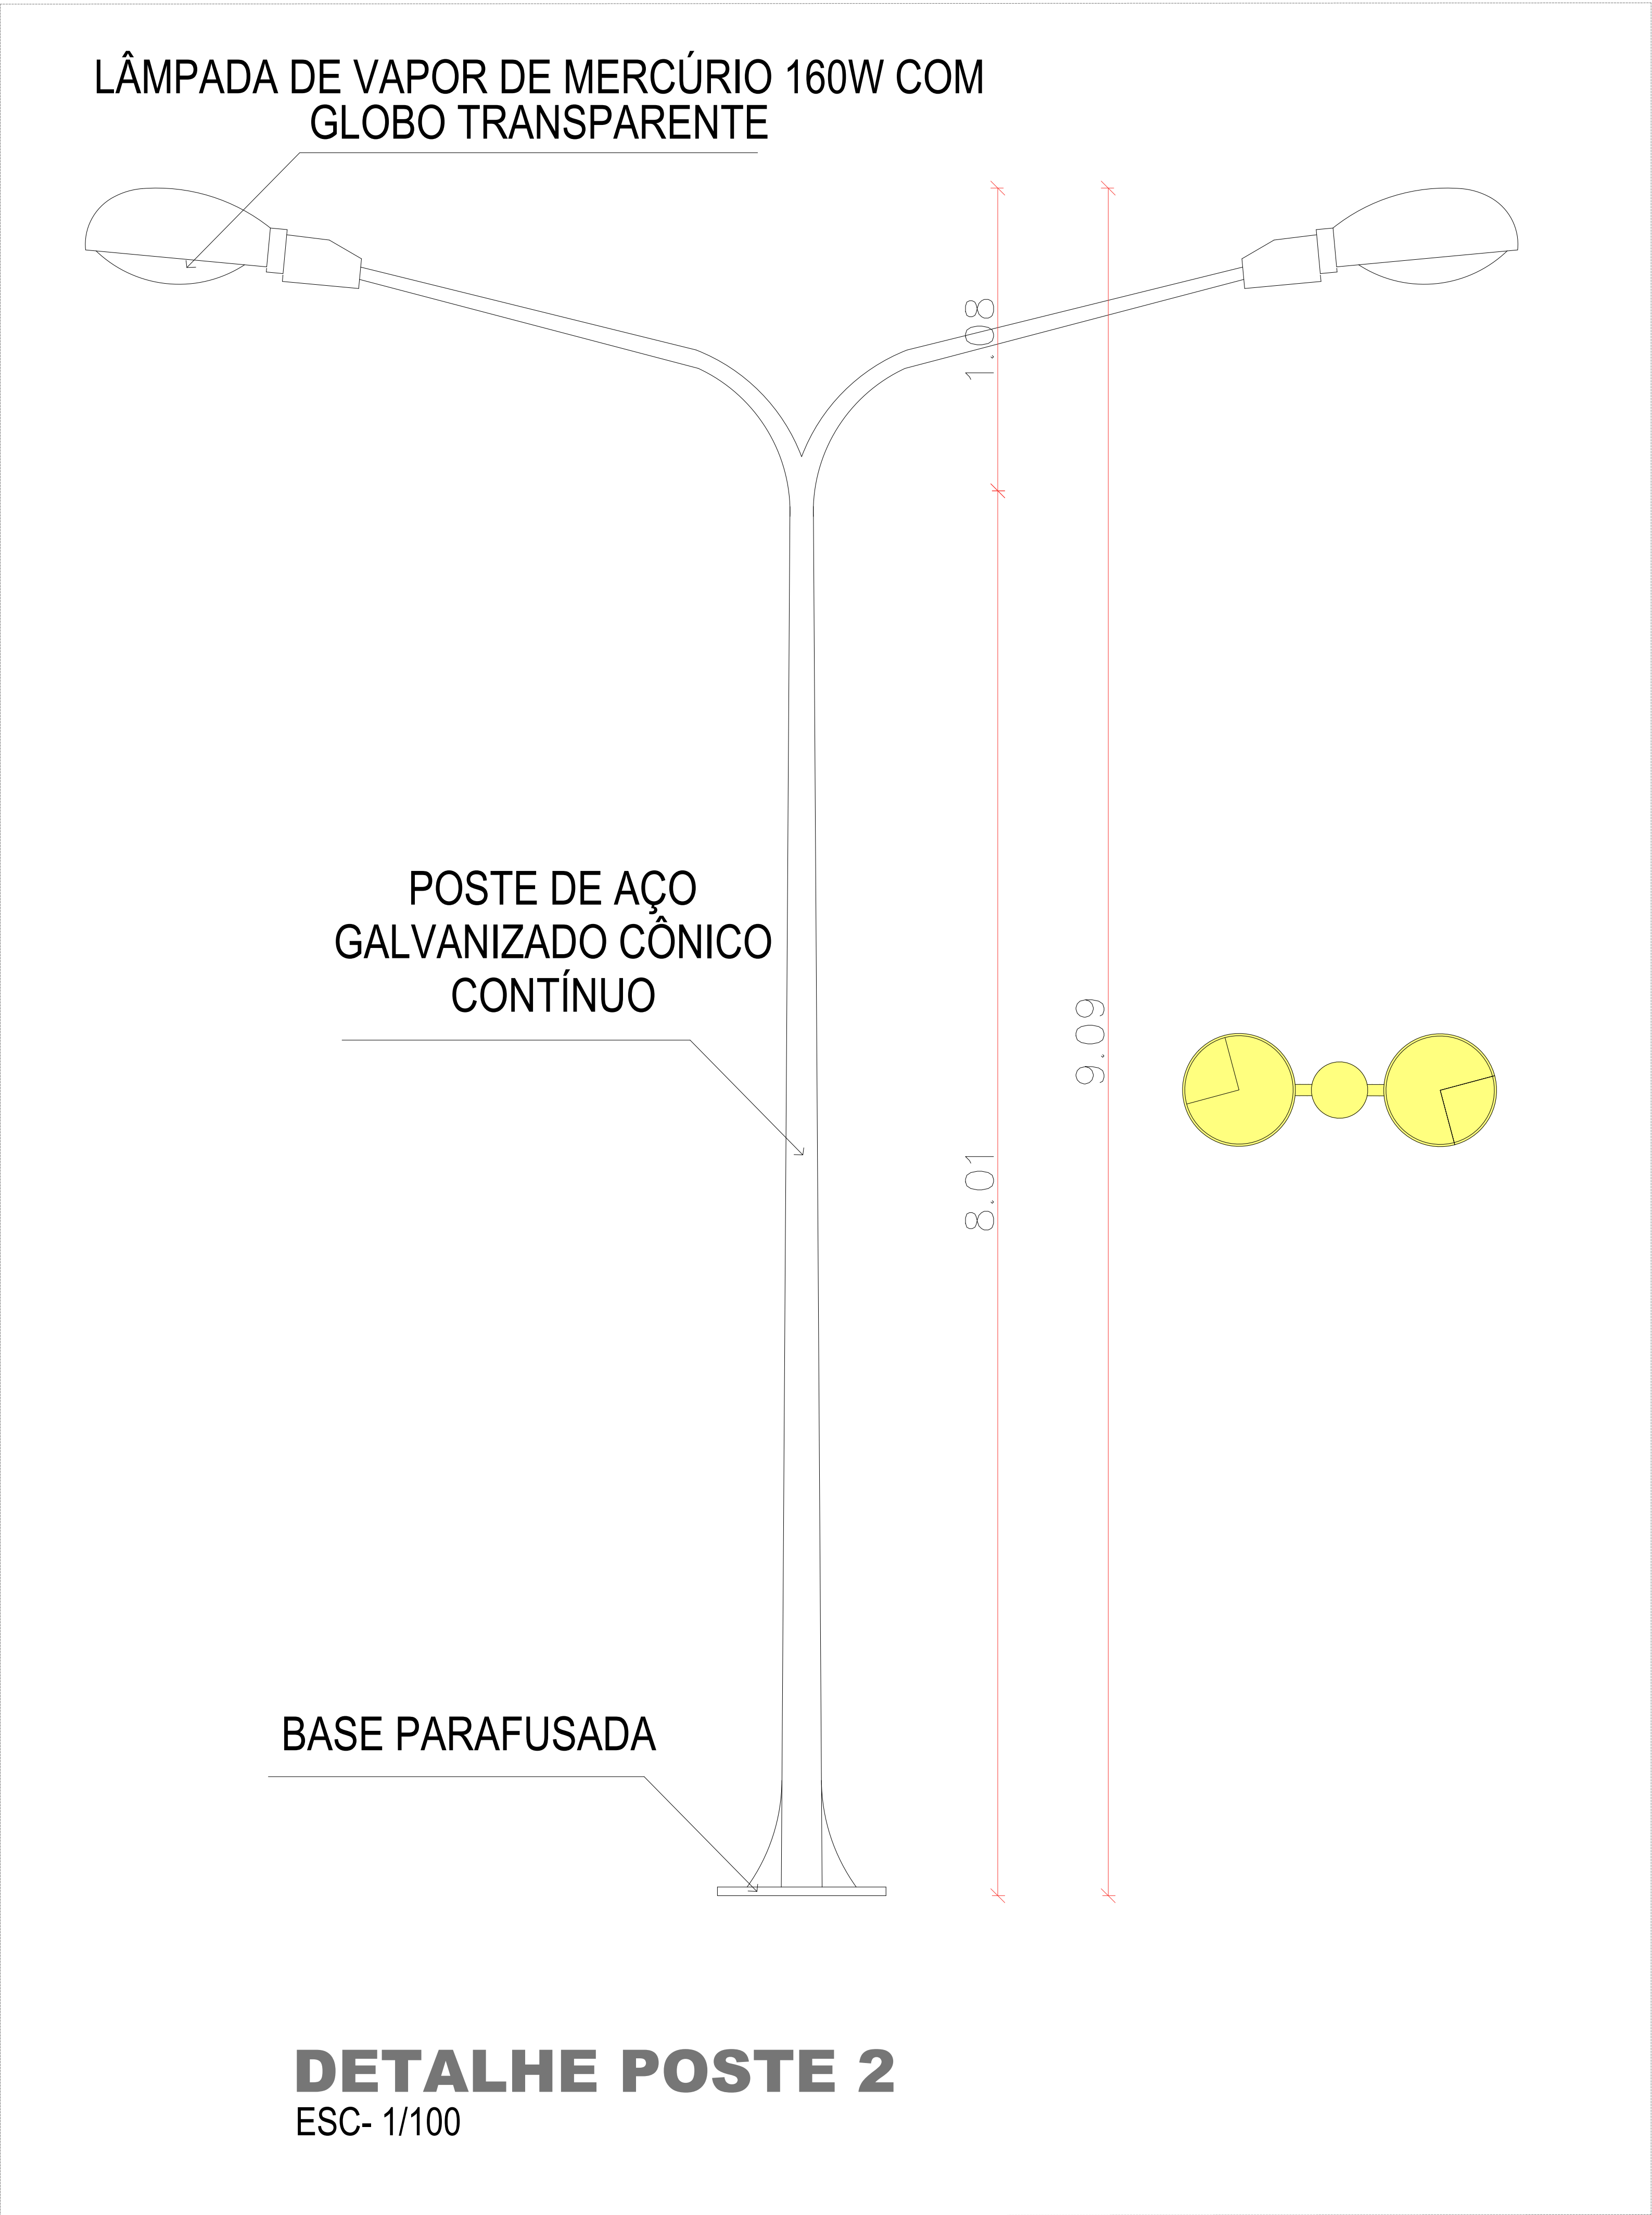 LÂMPADA DE VAPOR DE MERCÚRIO 160W COM
GLOBO TRANSPARENTE
1.08
POSTE DE AÇO
GALVANIZADO CÔNICO
CONTÍNUO
9.09
8.01
BASE PARAFUSADA
DETALHE POSTE 2
ESC- 1/100